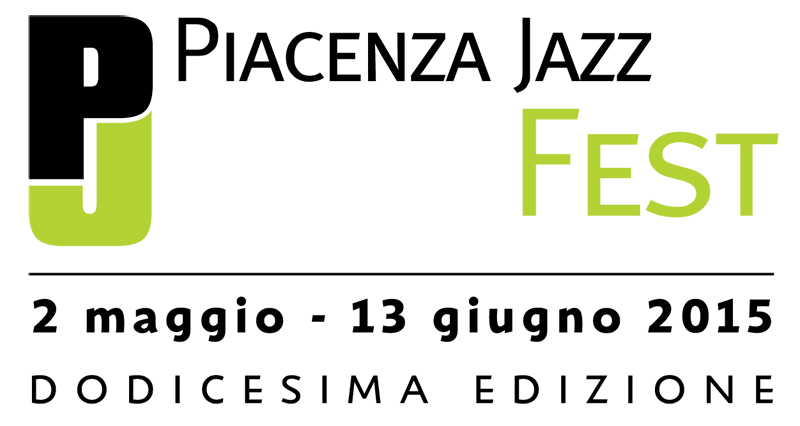 PJ
PIACENZA JAZZ
FEST
2 maggio - 13 giugno 2015
DODICESIMA EDIZIONE